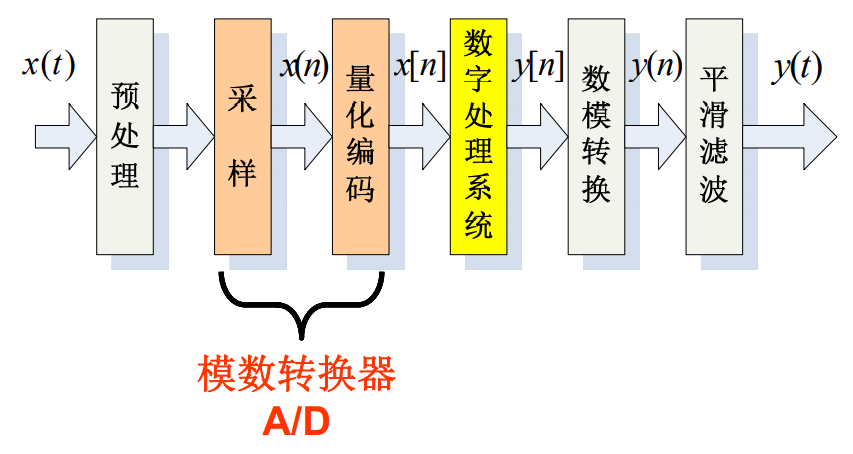 x(t)
预处理
采样
x(n)
量化编码
x[n]
数字处理系统
y[n]
数模转换
y(n)
平滑滤波
y(t)
模数转换器
A/D